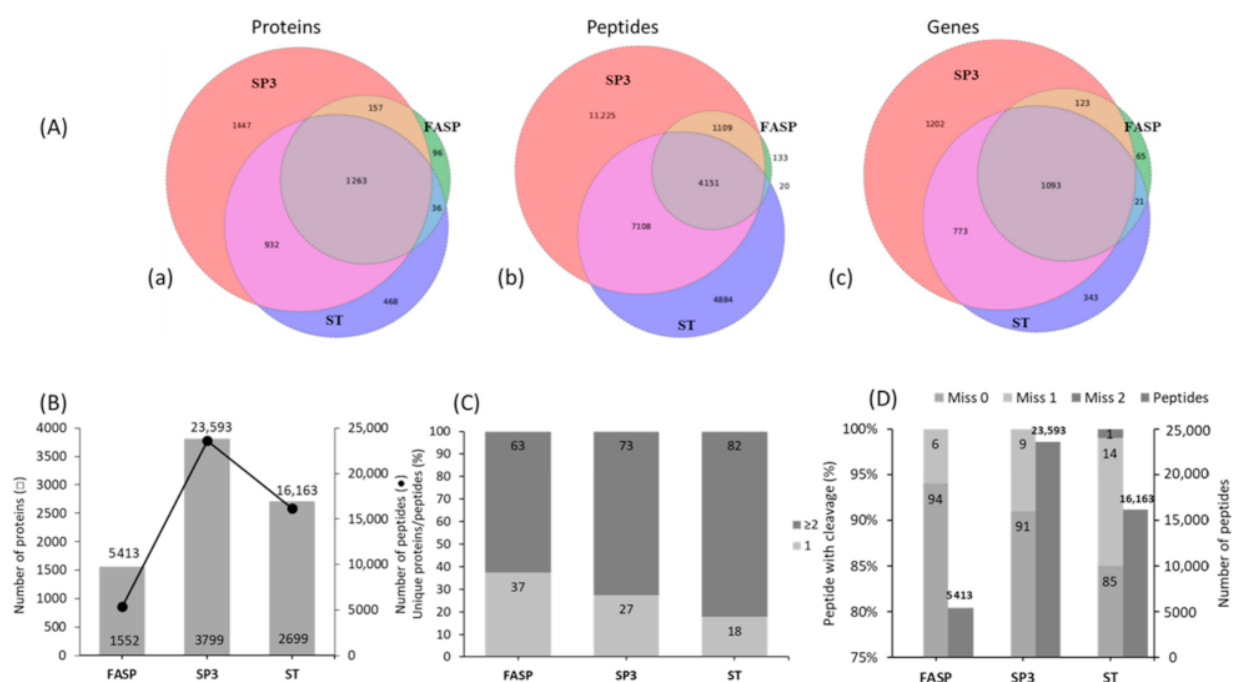 Proteins
Peptides
Genes
(A)
SP3
157
FASP
1447
96
1263
36
932
468
ST
(a)
SP3
11,225
1109
FASP
133
20
4151
7108
4884
ST
(b)
SP3
1202
123
FASP
65
1093
21
773
343
ST
(c)
(B)
Number of proteins (□)
4000
3500
3000
2500
2000
1500
1000
500
0
5413
23,593
16,163
1552
3799
2699
FASP
SP3
ST
25,000
20,000
15,000
10,000
5000
0
Number of peptides (●)
(C)
Unique proteins/peptides (%)
100
90
80
70
60
50
40
30
20
10
0
63
73
82
37
27
18
FASP
SP3
ST
≥2
1
(D)
Miss 0
Miss 1
Miss 2
Peptides
Peptide with cleavage (%)
100%
95%
90%
85%
80%
75%
6
94
5413
9
91
23,593
1
14
85
16,163
FASP
SP3
ST
25,000
20,000
15,000
10,000
5000
0
Number of peptides